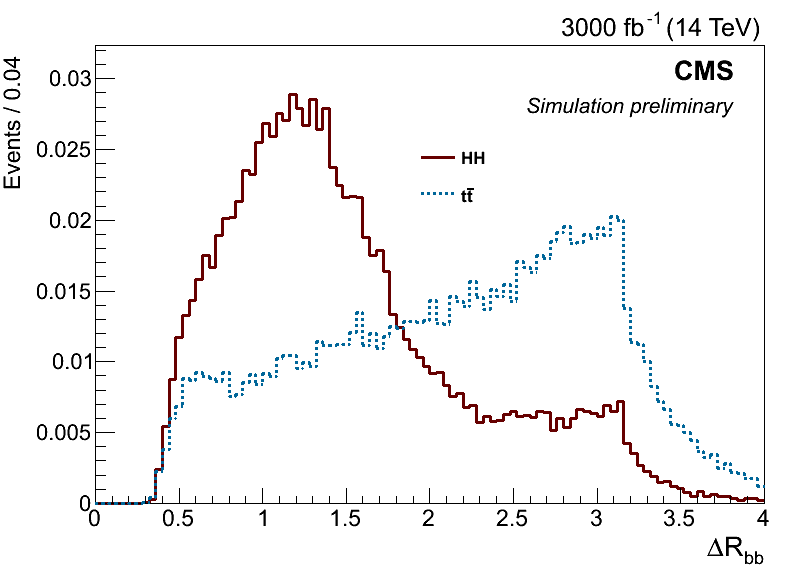 3000 fb⁻¹ (14 TeV)
CMS
Simulation preliminary
Events / 0.04
HH
tt̄
0.03
0.025
0.02
0.015
0.01
0.005
0
0 0.5 1 1.5 2 2.5 3 3.5 4
ΔR_bb